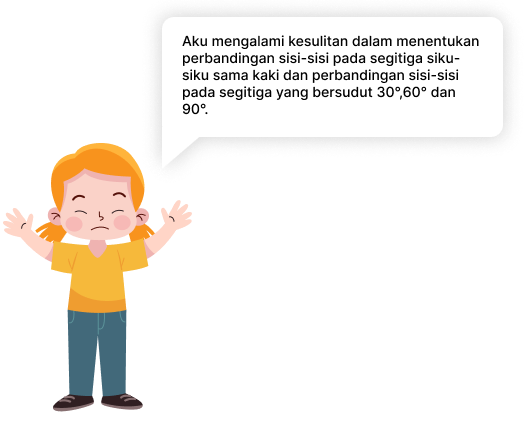 Aku mengalami kesulitan dalam menentukan
perbandingan sisi-sisi pada segitiga siku-
siku sama kaki dan perbandingan sisi-sisi
pada segitiga yang bersudut 30°,60° dan
90°.